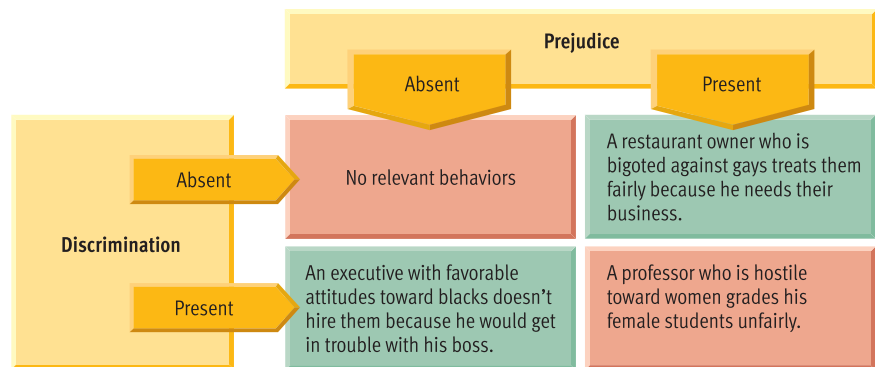 Prejudice
Absent
Present
Discrimination
Absent
No relevant behaviors
A restaurant owner who is
bigoted against gays treats them
fairly because he needs their
business.
Present
An executive with favorable
attitudes toward blacks doesn’t
hire them because he would get
in trouble with his boss.
A professor who is hostile
toward women grades his
female students unfairly.